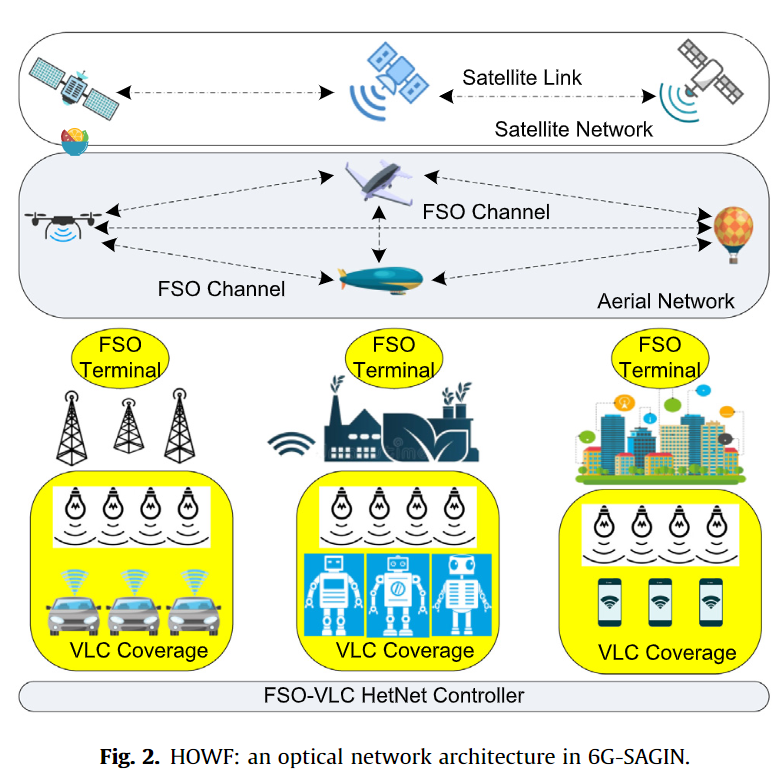 Satellite Link
Satellite Network
FSO Channel
FSO Channel
Aerial Network
FSO
Terminal
FSO
Terminal
FSO
Terminal
VLC Coverage
VLC Coverage
VLC Coverage
FSO-VLC HetNet Controller
Fig. 2. HOWF: an optical network architecture in 6G-SAGIN.